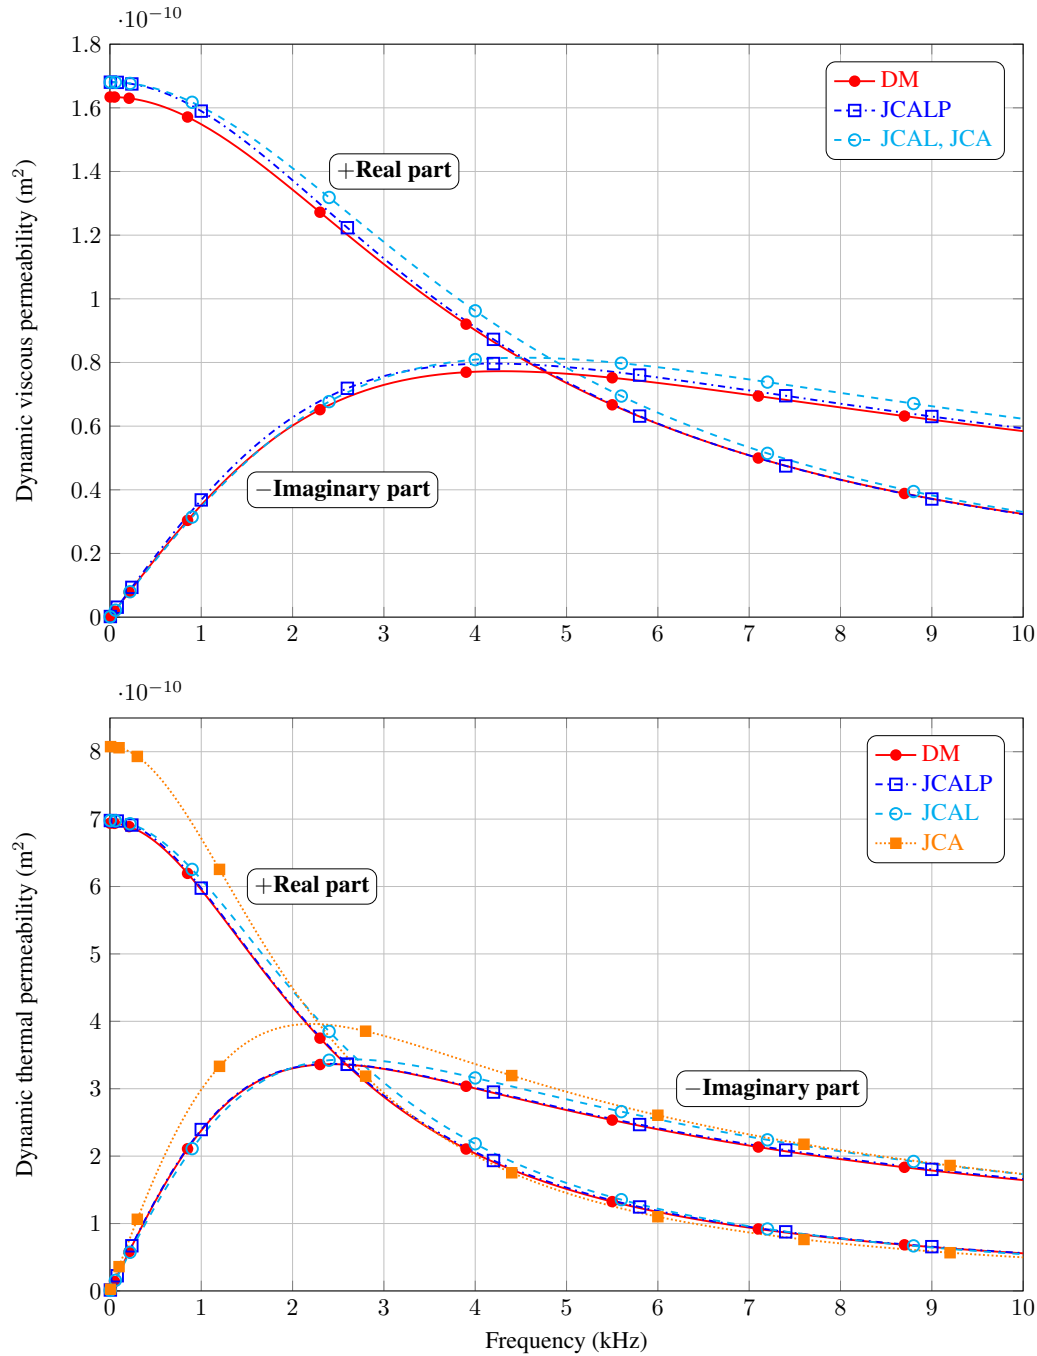 ·10−10
Dynamic viscous permeability (m2)
1.8
1.6
1.4
1.2
1
0.8
0.6
0.4
0.2
0
0 1 2 3 4 5 6 7 8 9 10
DM
JCALP
JCAL, JCA
+Real part
−Imaginary part
·10−10
Dynamic thermal permeability (m2)
8
7
6
5
4
3
2
1
0
0 1 2 3 4 5 6 7 8 9 10
DM
JCALP
JCAL
JCA
+Real part
−Imaginary part
Frequency (kHz)